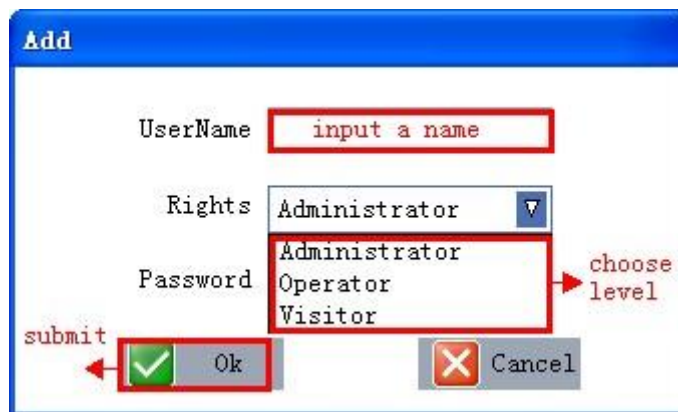 Add
UserName input a name
Rights Administrator
Administrator
Password Operator
Visitor
choose
level
submit
Ok Cancel